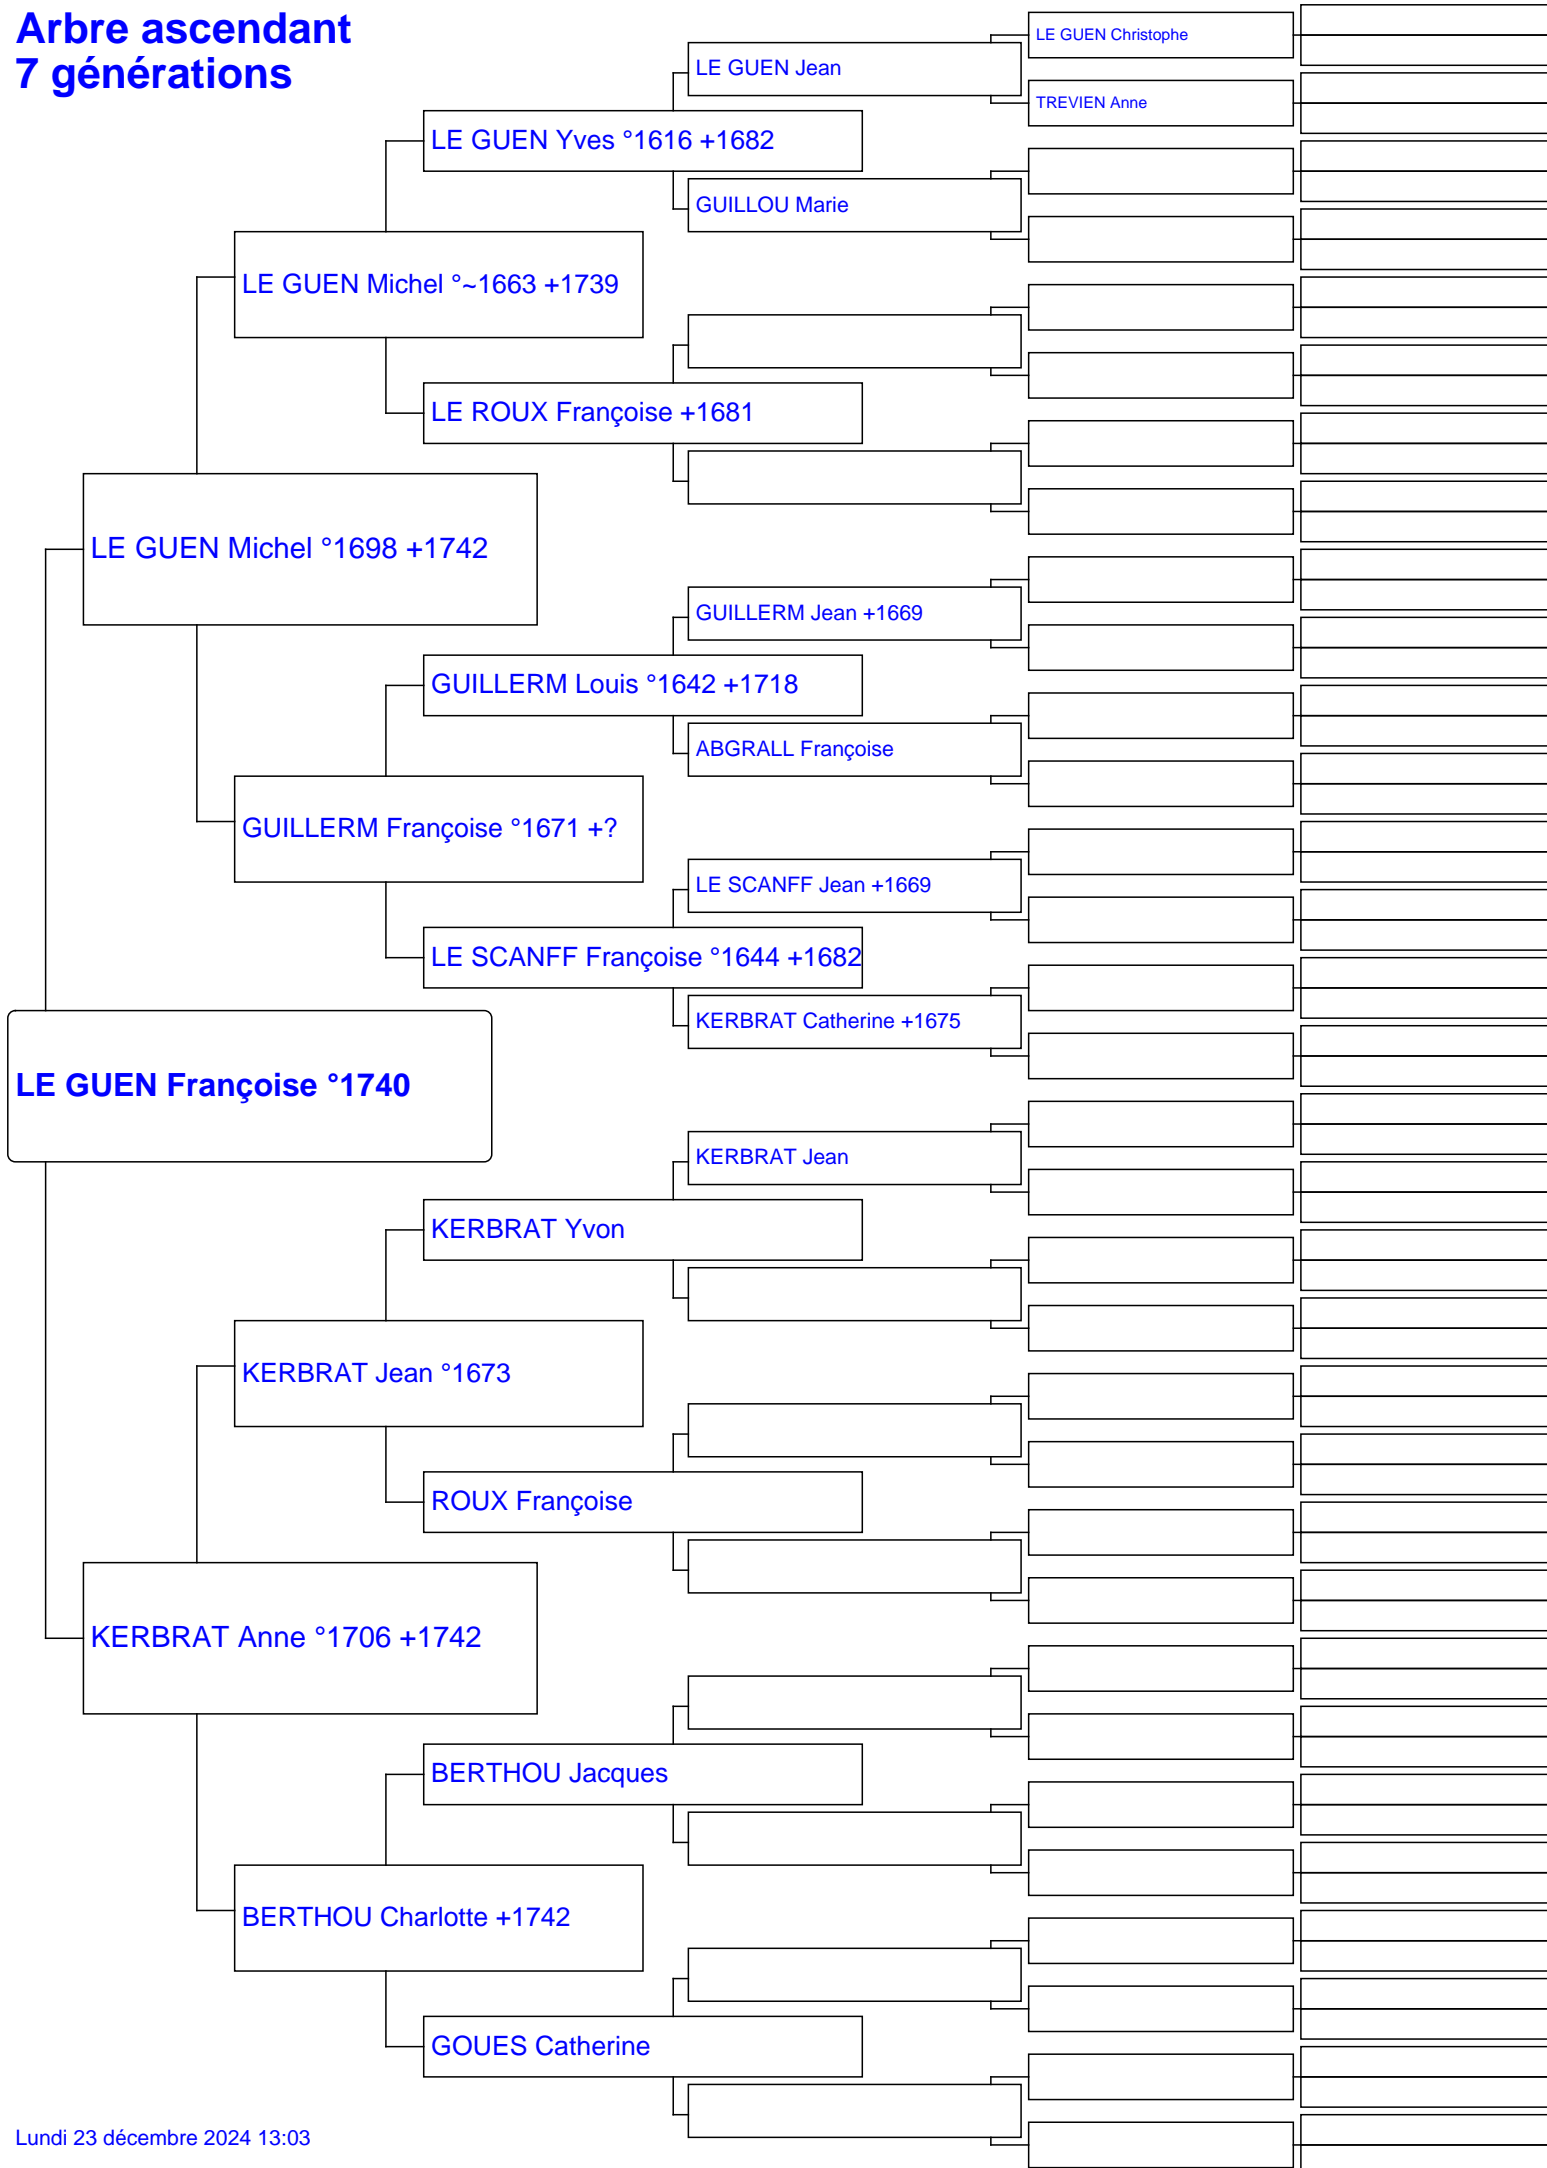 Arbre ascendant
7 générations
LE GUEN Christophe
LE GUEN Jean
TREVIEN Anne
LE GUEN Yves °1616 +1682
GUILLOU Marie
LE GUEN Michel °~1663 +1739
LE ROUX Françoise +1681
LE GUEN Michel °1698 +1742
GUILLERM Jean +1669
GUILLERM Louis °1642 +1718
ABGRALL Françoise
GUILLERM Françoise °1671 +?
LE SCANFF Jean +1669
LE SCANFF Françoise °1644 +1682
KERBRAT Catherine +1675
LE GUEN Françoise °1740
KERBRAT Jean
KERBRAT Yvon
KERBRAT Jean °1673
ROUX Françoise
KERBRAT Anne °1706 +1742
BERTHOU Jacques
BERTHOU Charlotte +1742
GOUES Catherine
Lundi 23 décembre 2024 13:03